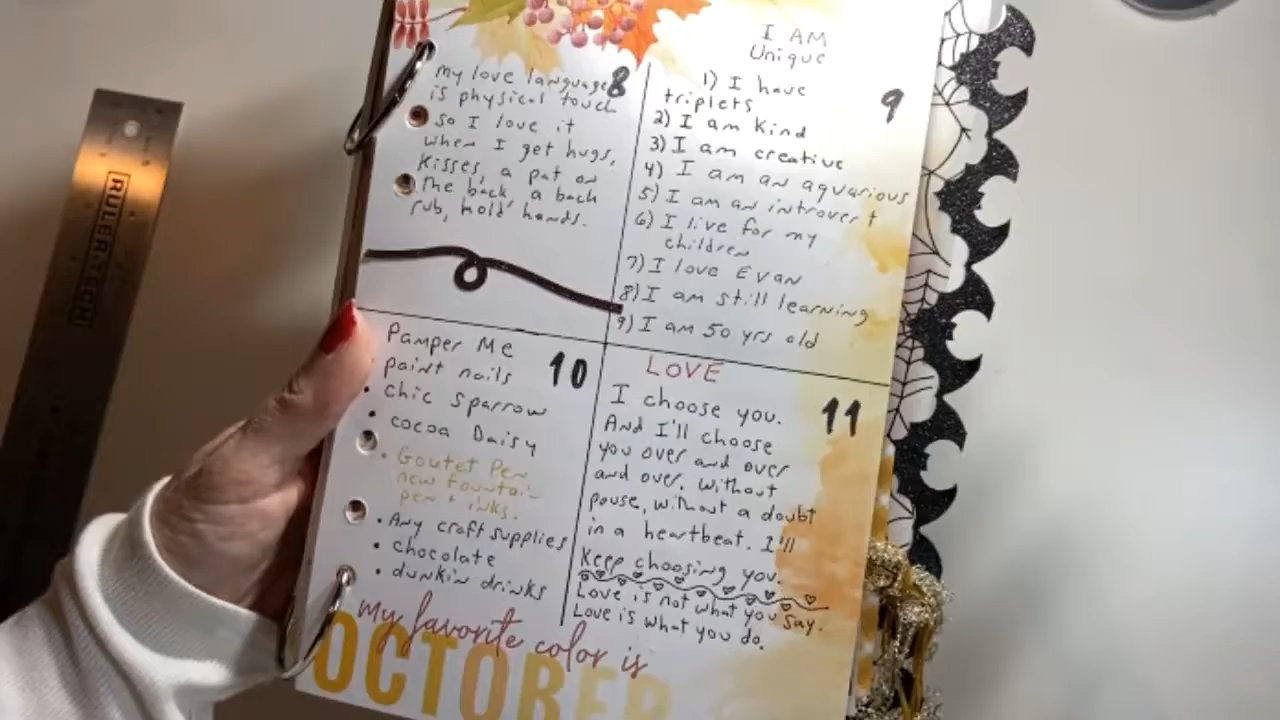 RULER-TEQN
my love language
is physical touch
so I love it
when I get hugs,
kisses, a pat on
the back, a back
rub, hold hands.
8
I AM
Unique
1) I have
triplets
2) I am kind
3) I am creative
4) I am an aquarious
5) I am an introvert
6) I live for my
children
7) I love Evan
8) I am still learning
9) I am 50 yrs old
9
Pamper Me
paint nails
• chic sparrow
• cocoa Daisy
• Goutet Pen
new fountain
pen + inks.
• Any craft supplies
• chocolate
• dunkin drinks
10
LOVE
I choose you.
And I'll choose
you over and over
and over. Without
pause, without a doubt
in a heartbeat. I'll
Keep choosing you.
Love is not what you say.
Love is what you do.
11
my favorite color is
OCTOBER